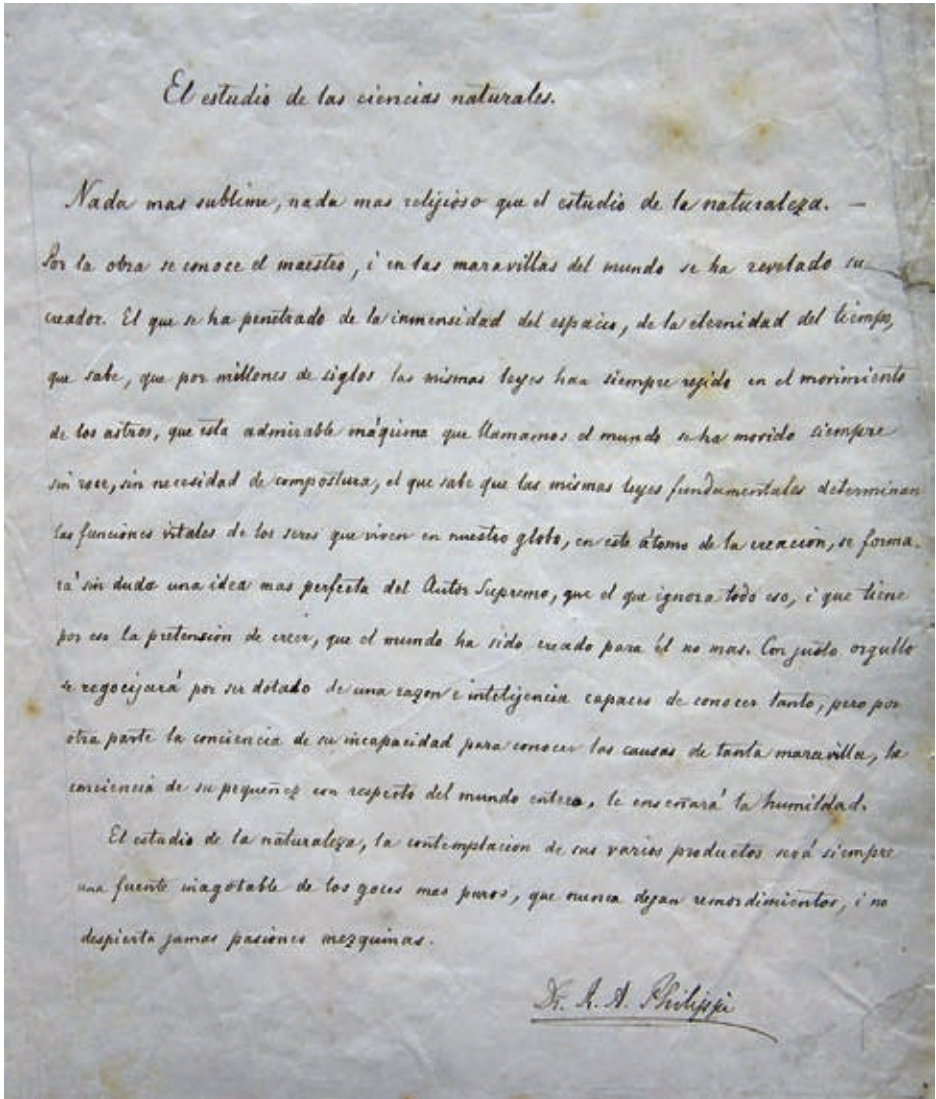 El estudio de las ciencias naturales.
Nada mas sublime, nada mas relijioso que el estudio de la naturaleza. —
Por la obra se conoce el maestro, i en las maravillas del mundo se ha revelado su
creador. El que se ha penetrado de la inmensidad del espacio, de la eternidad del tiempo,
que sabe, que por millones de siglos las mismas leyes han siempre rejido en el movimiento
de los astros, que esta admirable máquima que llamamos el mundo se ha movido siempre
sin roce, sin necesidad de compostura, el que sabe que las mismas leyes fundamentales determinan
las funciones vitales de los seres que viven en nuestro globo, en este átomo de la creacion, se forma-
rá sin duda una idea mas perfecta del Autor Supremo, que el que ignora todo eso, i que tiene
por eso la pretension de creer, que el mundo ha sido creado para él no mas. Con justo orgullo
se regocijará por ser dotado de una razon e intelijencia capaces de conocer tanto, pero por
otra parte la conciencia de su incapacidad para conocer las causas de tanta maravilla, la
conciencia de su pequeñez con respecto del mundo entero, le enseñará la humildad.
El estudio de la naturaleza, la contemplacion de sus varios productos será siempre
una fuente inagotable de los goces mas puros, que nunca dejan remordimientos, i no
despierta jamas pasiones mezquinas.
Dr. R. A. Philippi